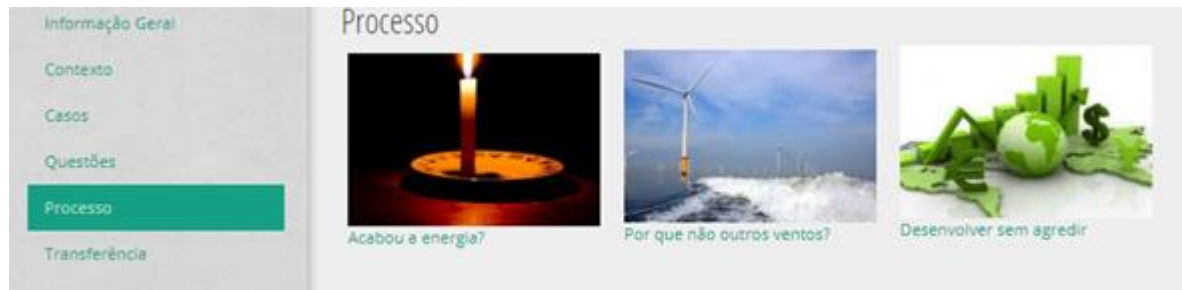 Informação Geral
Contexto
Casos
Questões
Processo
Transferência
Processo
Acabou a energia?
Por que não outros ventos?
Desenvolver sem agredir